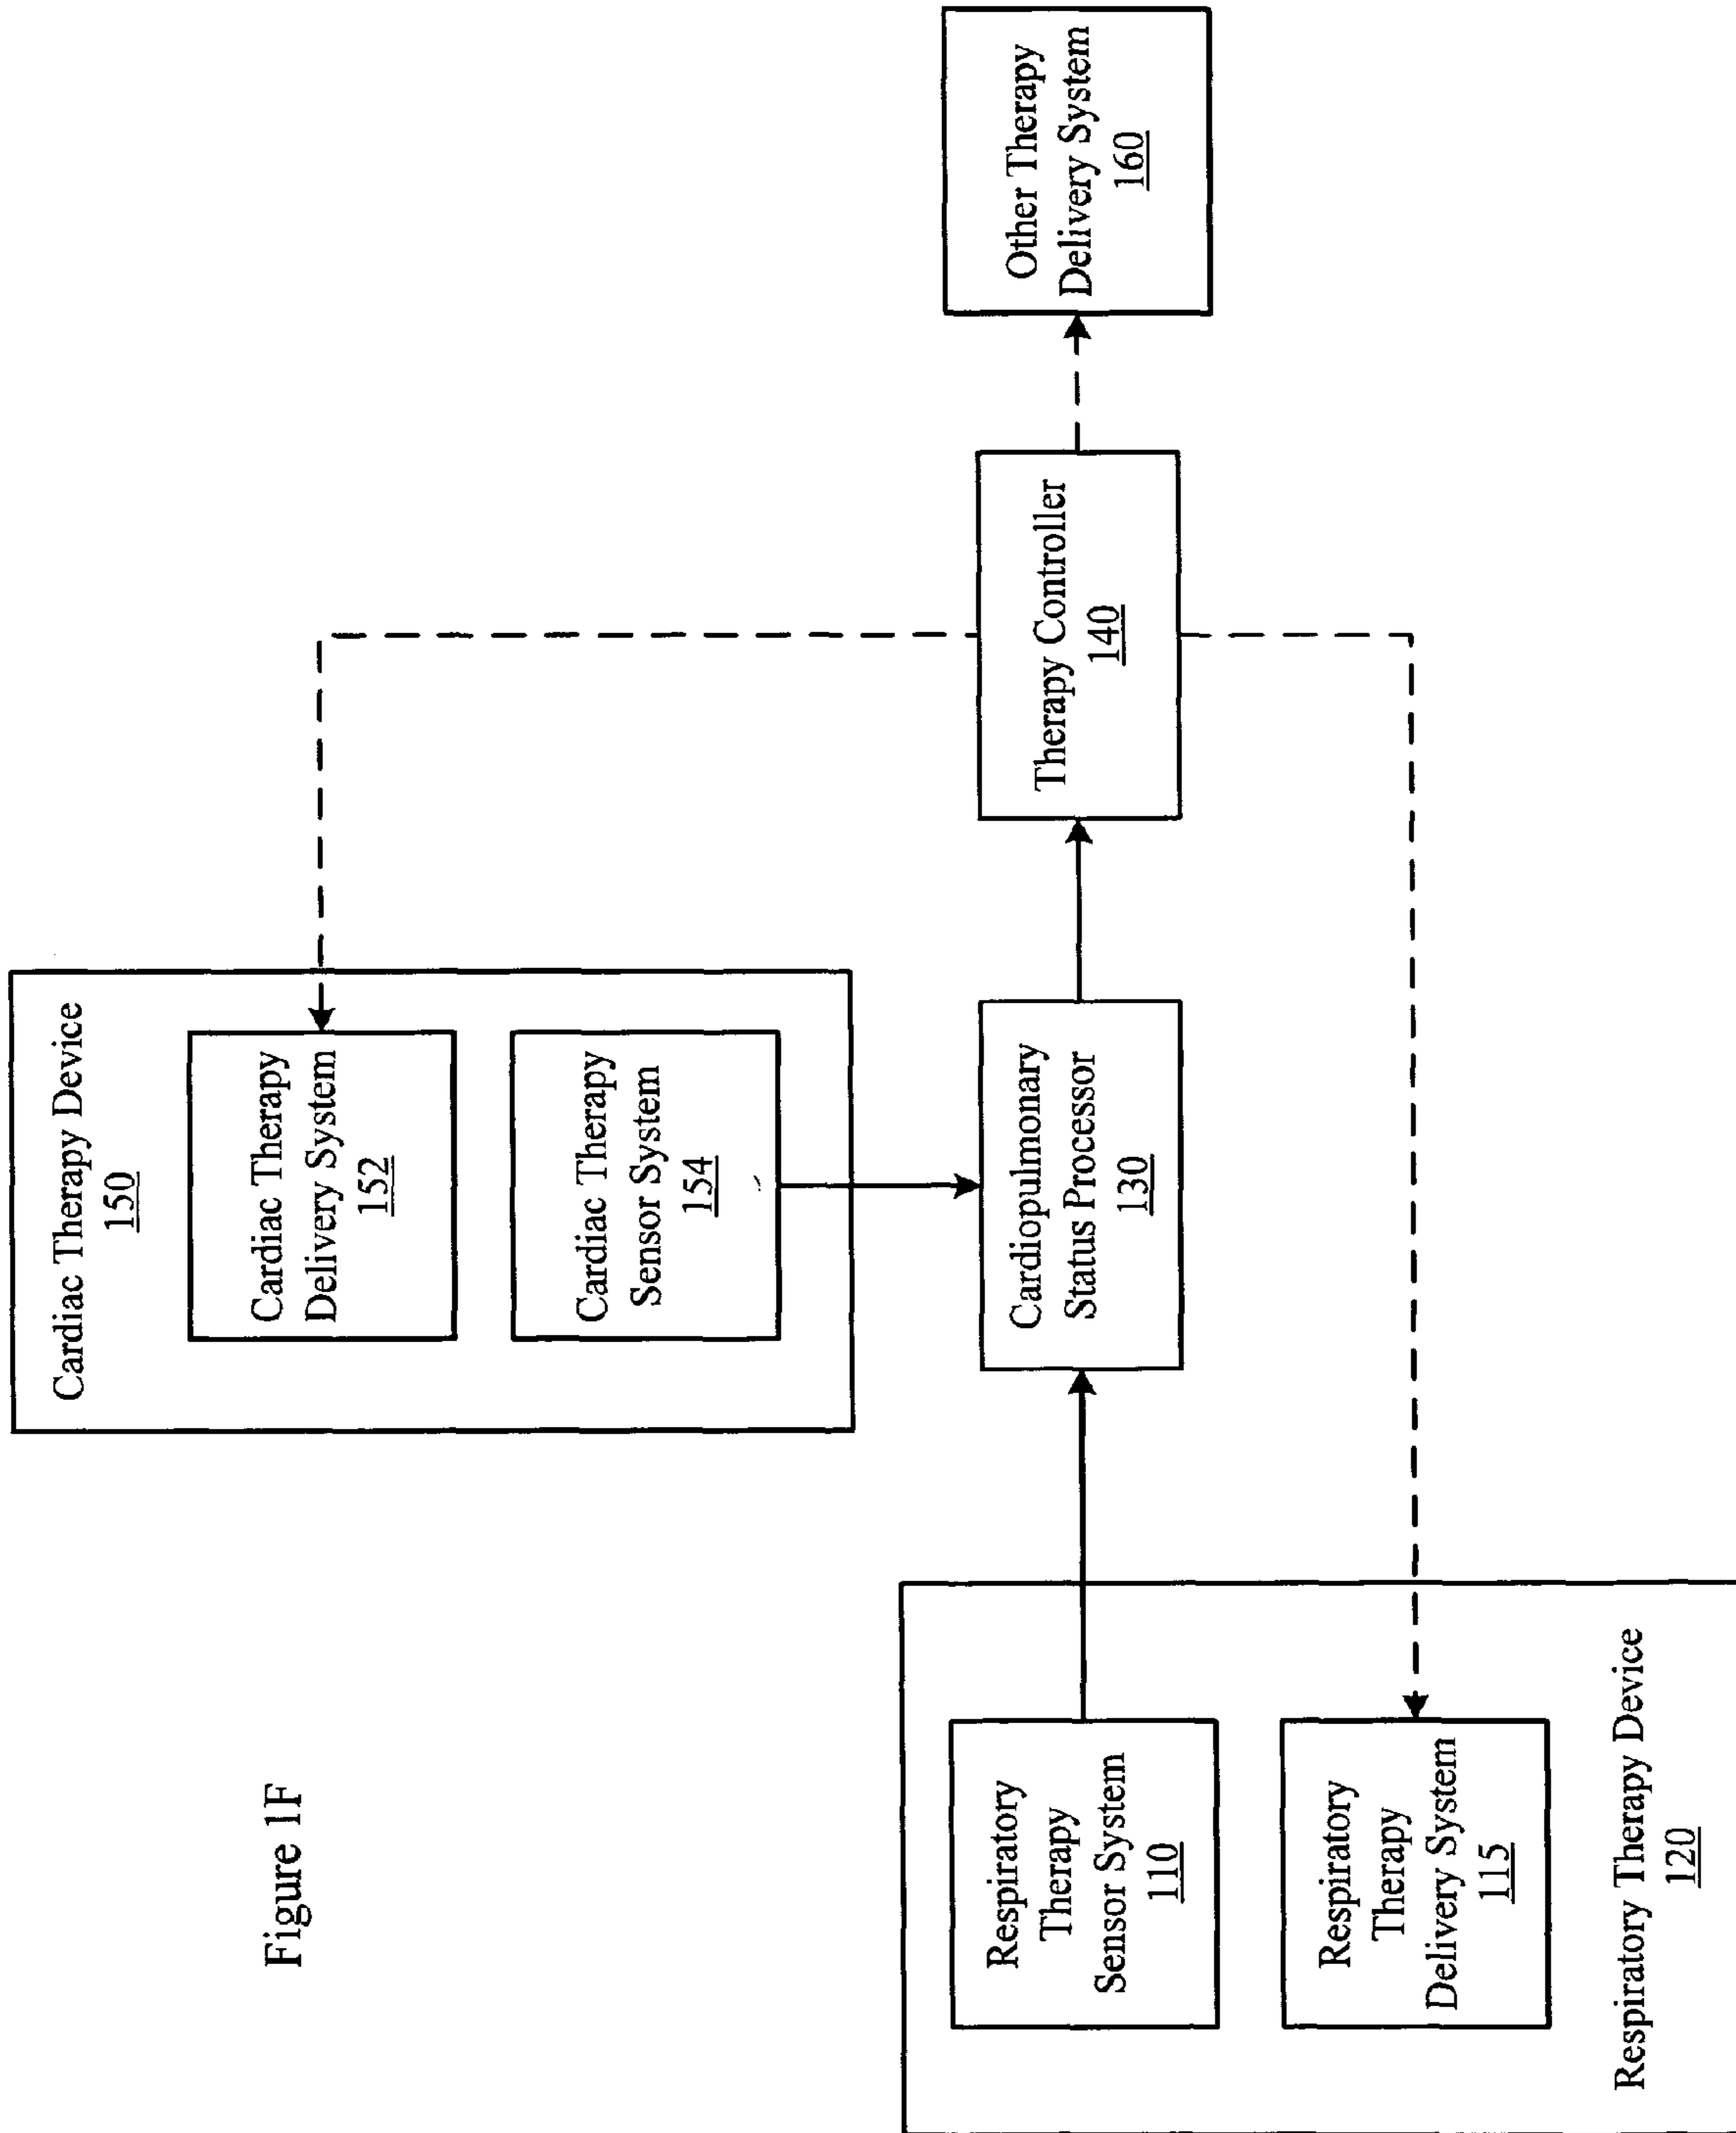 Figure 1F
Cardiac Therapy Device
150
Cardiac Therapy
Delivery System
152
Cardiac Therapy
Sensor System
154
Respiratory
Therapy
Sensor System
110
Cardiopulmonary
Status Processor
130
Therapy Controller
140
Other Therapy
Delivery System
160
Respiratory
Therapy
Delivery System
115
Respiratory Therapy Device
120